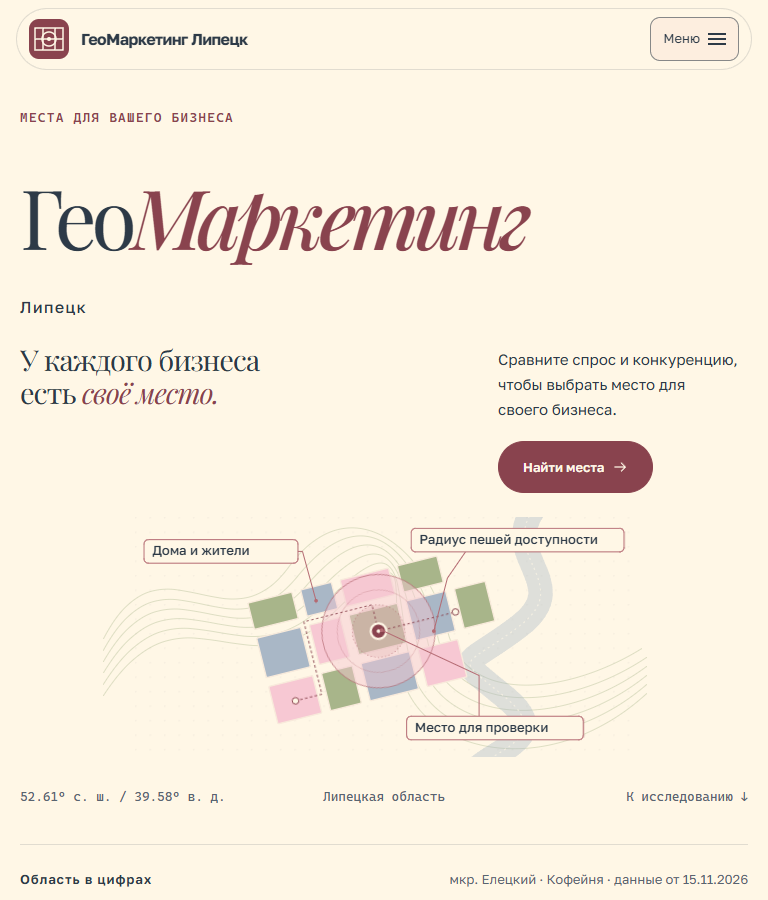 ГеоМаркетинг Липецк
Меню
МЕСТА ДЛЯ ВАШЕГО БИЗНЕСА
ГеоМаркетинг
Липецк
У каждого бизнеса
есть своё место.
Сравните спрос и конкуренцию,
чтобы выбрать место для
своего бизнеса.
Найти места →
Дома и жители
Радиус пешей доступности
Место для проверки
52.61° с. ш. / 39.58° в. д.
Липецкая область
К исследованию ↓
Область в цифрах
мкр. Елецкий · Кофейня · данные от 15.11.2026